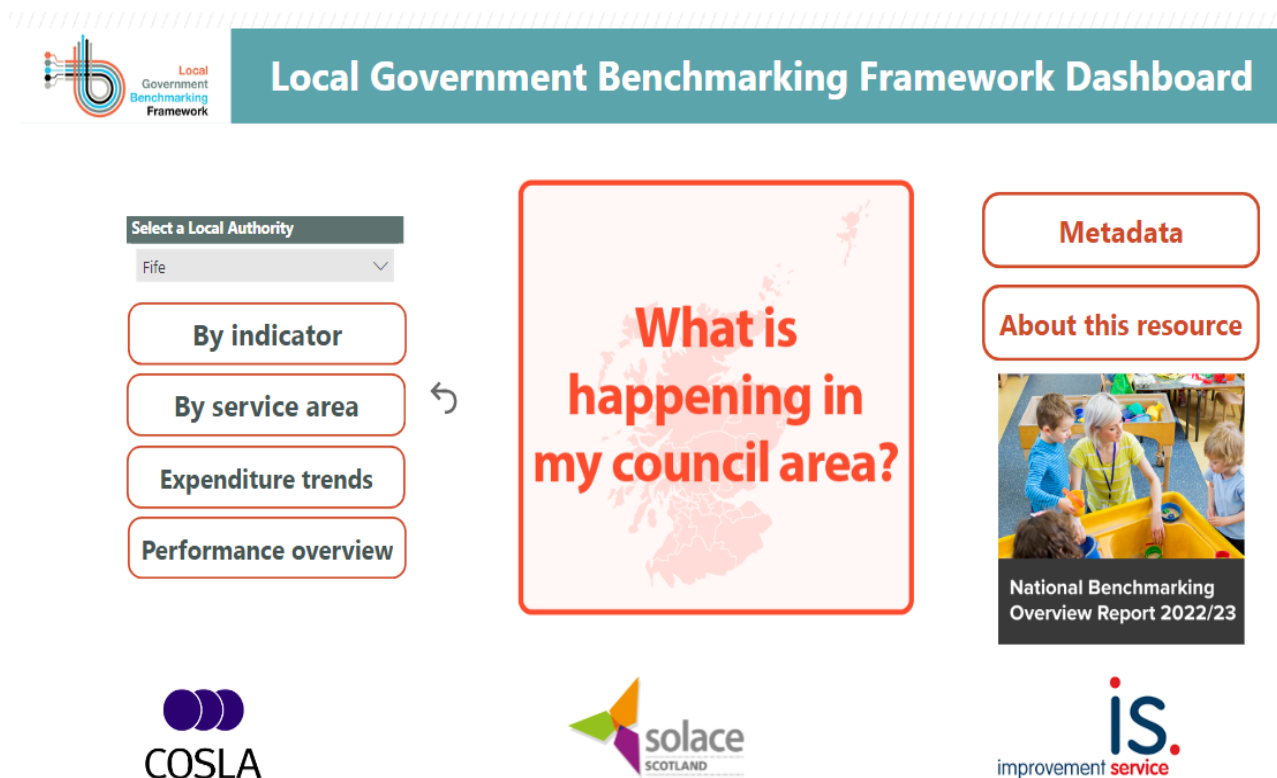 Local
Government
Benchmarking
Framework
Local Government Benchmarking Framework Dashboard
Select a Local Authority
Fife
By indicator
By service area
Expenditure trends
Performance overview
What is
happening in
my council area?
Metadata
About this resource
National Benchmarking
Overview Report 2022/23
COSLA
solace
SCOTLAND
is.
improvement service